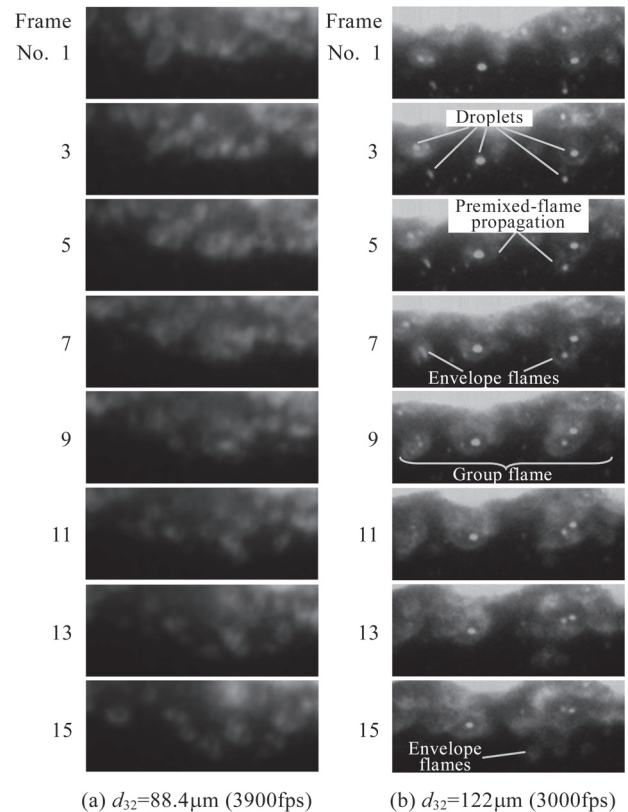 Frame
No. 1
3
5
7
9
11
13
15
(a) d₃₂=88.4μm (3900fps)
Frame
No. 1
3
Droplets
5
Premixed-flame
propagation
7
Envelope flames
9
Group flame
11
13
15
Envelope
flames
(b) d₃₂=122μm (3000fps)